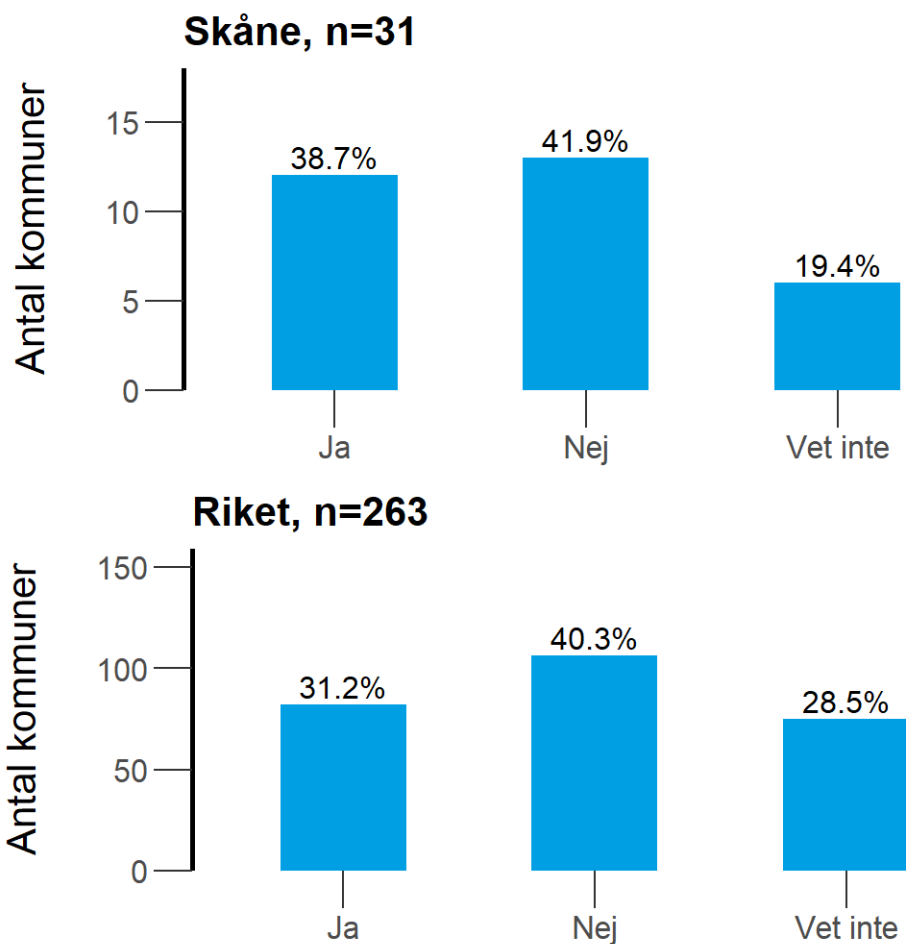 Skåne, n=31
Antal kommuner
15
10
5
0
38.7%
41.9%
19.4%
Ja
Nej
Vet inte
Riket, n=263
Antal kommuner
150
100
50
0
31.2%
40.3%
28.5%
Ja
Nej
Vet inte